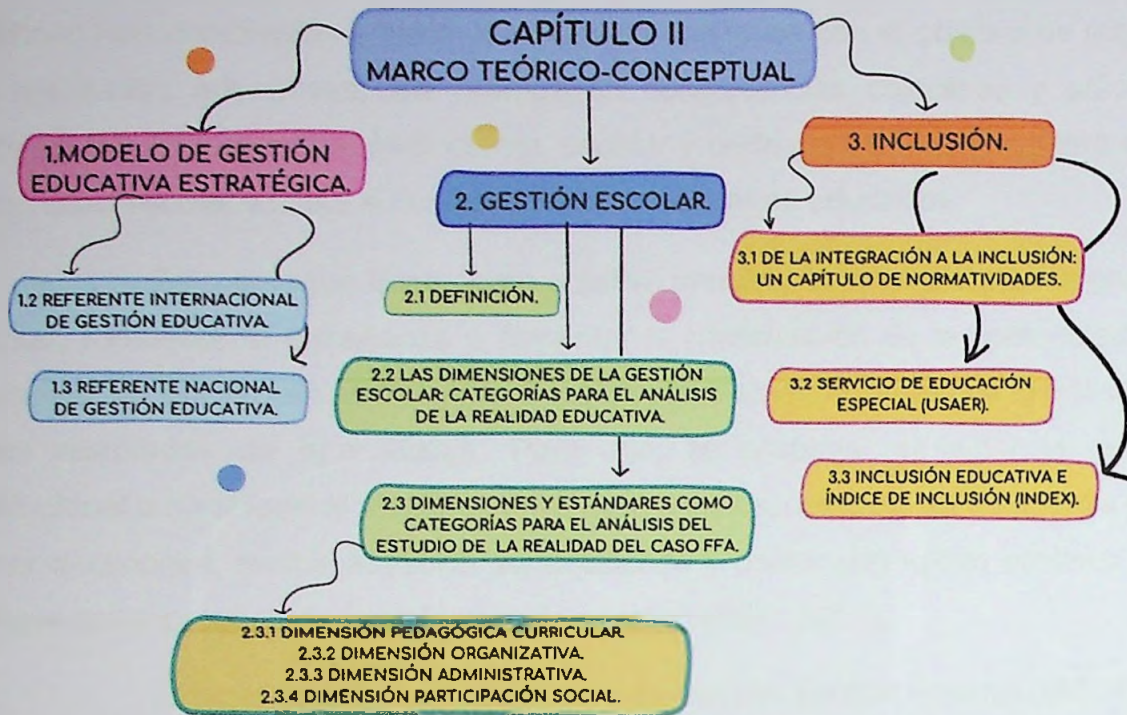 CAPÍTULO II
MARCO TEÓRICO-CONCEPTUAL
1.MODELO DE GESTIÓN
EDUCATIVA ESTRATÉGICA.
1.2 REFERENTE INTERNACIONAL
DE GESTIÓN EDUCATIVA.
1.3 REFERENTE NACIONAL
DE GESTIÓN EDUCATIVA.
2. GESTIÓN ESCOLAR.
2.1 DEFINICIÓN.
2.2 LAS DIMENSIONES DE LA GESTIÓN
ESCOLAR: CATEGORÍAS PARA EL ANÁLISIS
DE LA REALIDAD EDUCATIVA.
2.3 DIMENSIONES Y ESTÁNDARES COMO
CATEGORÍAS PARA EL ANÁLISIS DEL
ESTUDIO DE LA REALIDAD DEL CASO FFA.
2.3.1 DIMENSIÓN PEDAGÓGICA CURRICULAR.
2.3.2 DIMENSIÓN ORGANIZATIVA.
2.3.3 DIMENSIÓN ADMINISTRATIVA.
2.3.4 DIMENSIÓN PARTICIPACIÓN SOCIAL.
3. INCLUSIÓN.
3.1 DE LA INTEGRACIÓN A LA INCLUSIÓN:
UN CAPÍTULO DE NORMATIVIDADES.
3.2 SERVICIO DE EDUCACIÓN
ESPECIAL (USAER).
3.3 INCLUSIÓN EDUCATIVA E
ÍNDICE DE INCLUSIÓN (INDEX).